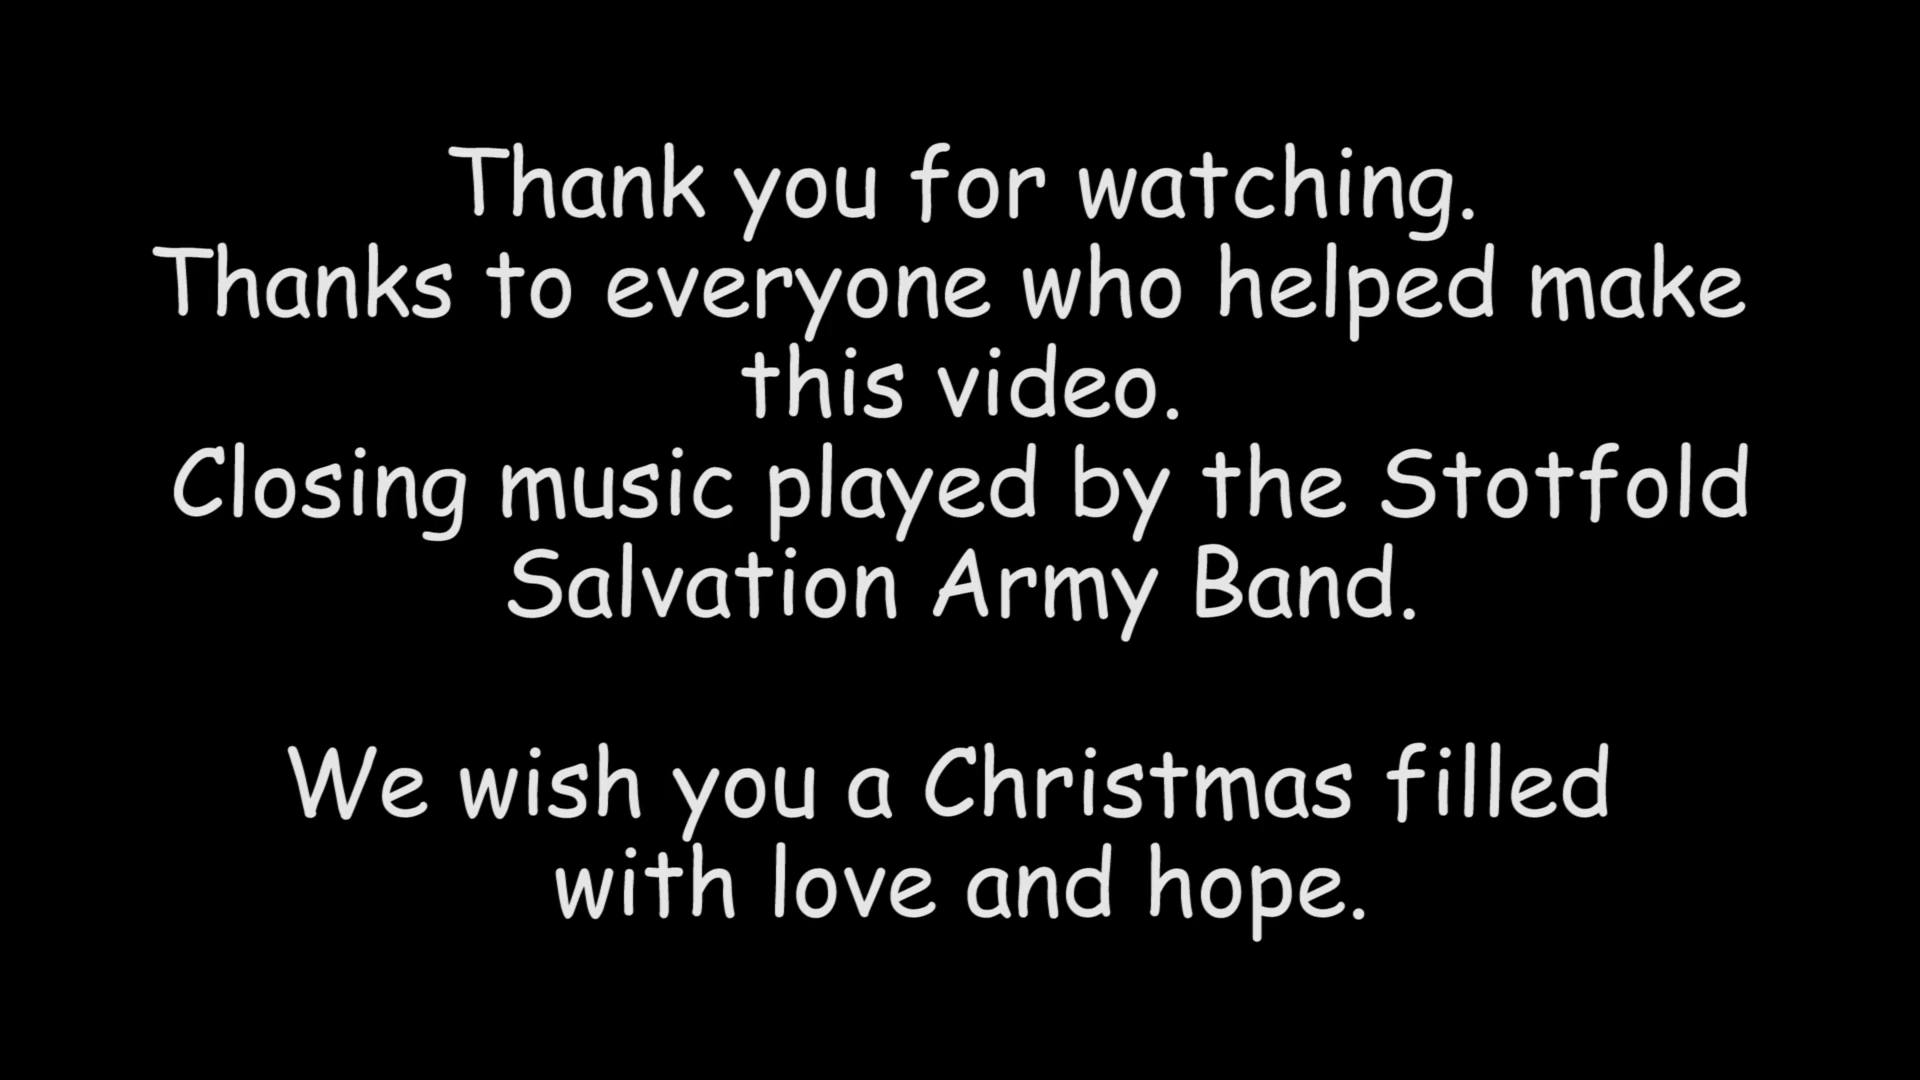 Thank you for watching.
Thanks to everyone who helped make
this video.
Closing music played by the Stotfold
Salvation Army Band.
We wish you a Christmas filled
with love and hope.